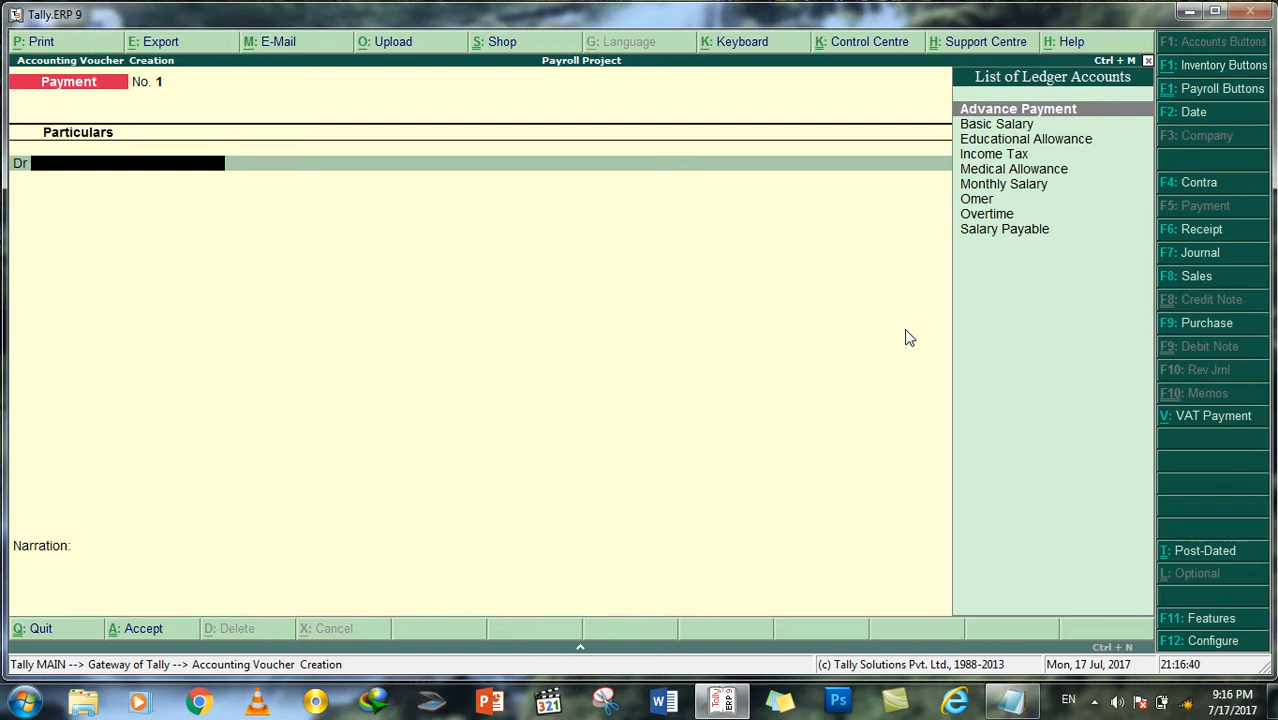 Tally.ERP 9
P: Print
E: Export
M: E-Mail
O: Upload
S: Shop
G: Language
K: Keyboard
K: Control Centre
H: Support Centre
H: Help
Accounting Voucher Creation
Payroll Project
Ctrl + M
Payment No. 1
Particulars
Dr
Narration:
List of Ledger Accounts
Advance Payment
Basic Salary
Educational Allowance
Income Tax
Medical Allowance
Monthly Salary
Omer
Overtime
Salary Payable
F1: Accounts Buttons
F1: Inventory Buttons
F1: Payroll Buttons
F2: Date
F3: Company
F4: Contra
F5: Payment
F6: Receipt
F7: Journal
F8: Sales
F8: Credit Note
F9: Purchase
F9: Debit Note
F10: Rev Jrnl
F10: Memos
V: VAT Payment
T: Post-Dated
L: Optional
F11: Features
F12: Configure
Q: Quit
A: Accept
D: Delete
X: Cancel
Ctrl + N
Tally MAIN --> Gateway of Tally --> Accounting Voucher Creation
(c) Tally Solutions Pvt. Ltd., 1988-2013
Mon, 17 Jul, 2017
21:16:40
321
Tally
ERP 9
Ps
EN
9:16 PM
7/17/2017